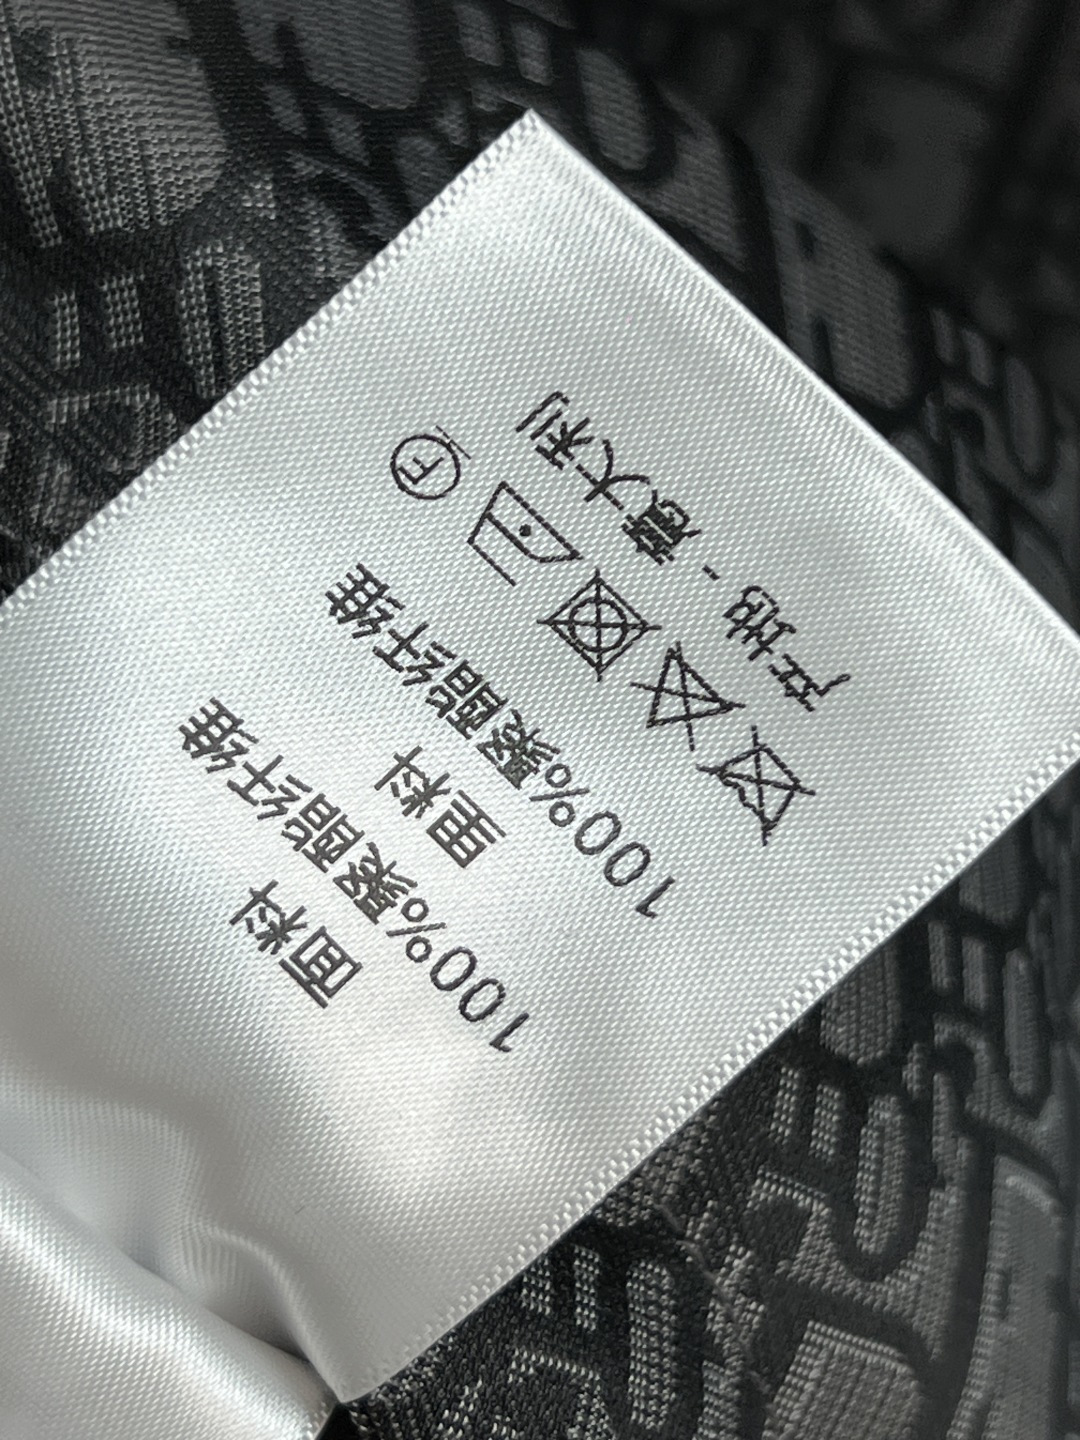 面料
100%聚酯纤维
里料
100%聚酯纤维
F
产地 - 意大利